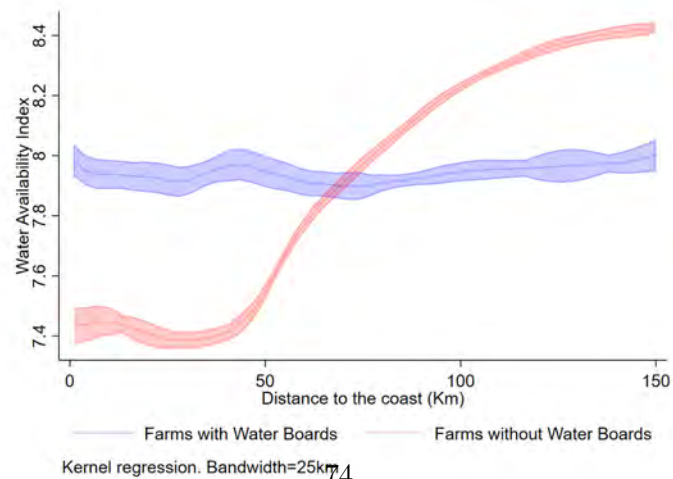 8.4
8.2
8
7.8
7.6
7.4
Water Availability Index
0 50 100 150
Distance to the coast (Km)
Farms with Water Boards Farms without Water Boards
Kernel regression. Bandwidth=25km
74